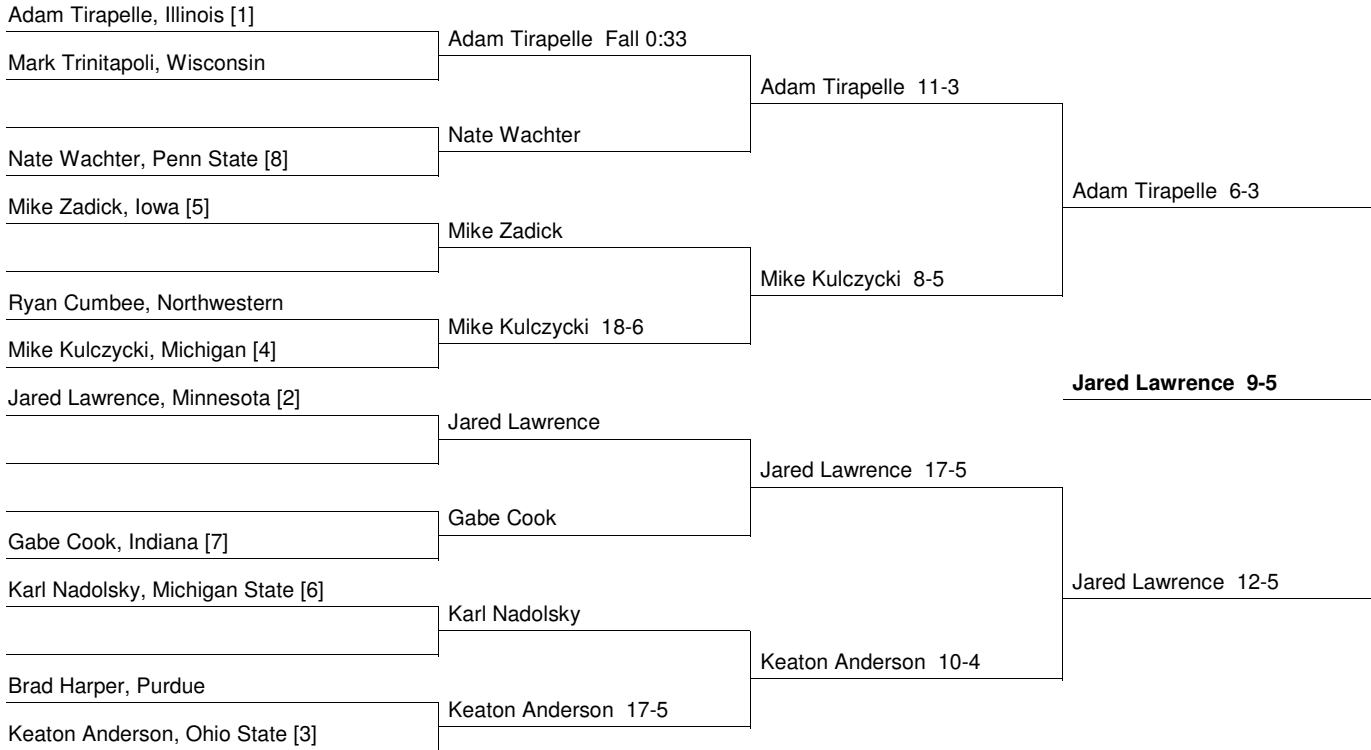 Adam Tirapelle, Illinois [1]
Adam Tirapelle  Fall 0:33
Mark Trinitapoli, Wisconsin
Adam Tirapelle  11-3
Nate Wachter
Nate Wachter, Penn State [8]
Adam Tirapelle  6-3
Mike Zadick, Iowa [5]
Mike Zadick
Mike Kulczycki  8-5
Ryan Cumbee, Northwestern
Mike Kulczycki  18-6
Mike Kulczycki, Michigan [4]
Jared Lawrence  9-5
Jared Lawrence, Minnesota [2]
Jared Lawrence
Jared Lawrence  17-5
Gabe Cook
Gabe Cook, Indiana [7]
Jared Lawrence  12-5
Karl Nadolsky, Michigan State [6]
Karl Nadolsky
Keaton Anderson  10-4
Brad Harper, Purdue
Keaton Anderson  17-5
Keaton Anderson, Ohio State [3]